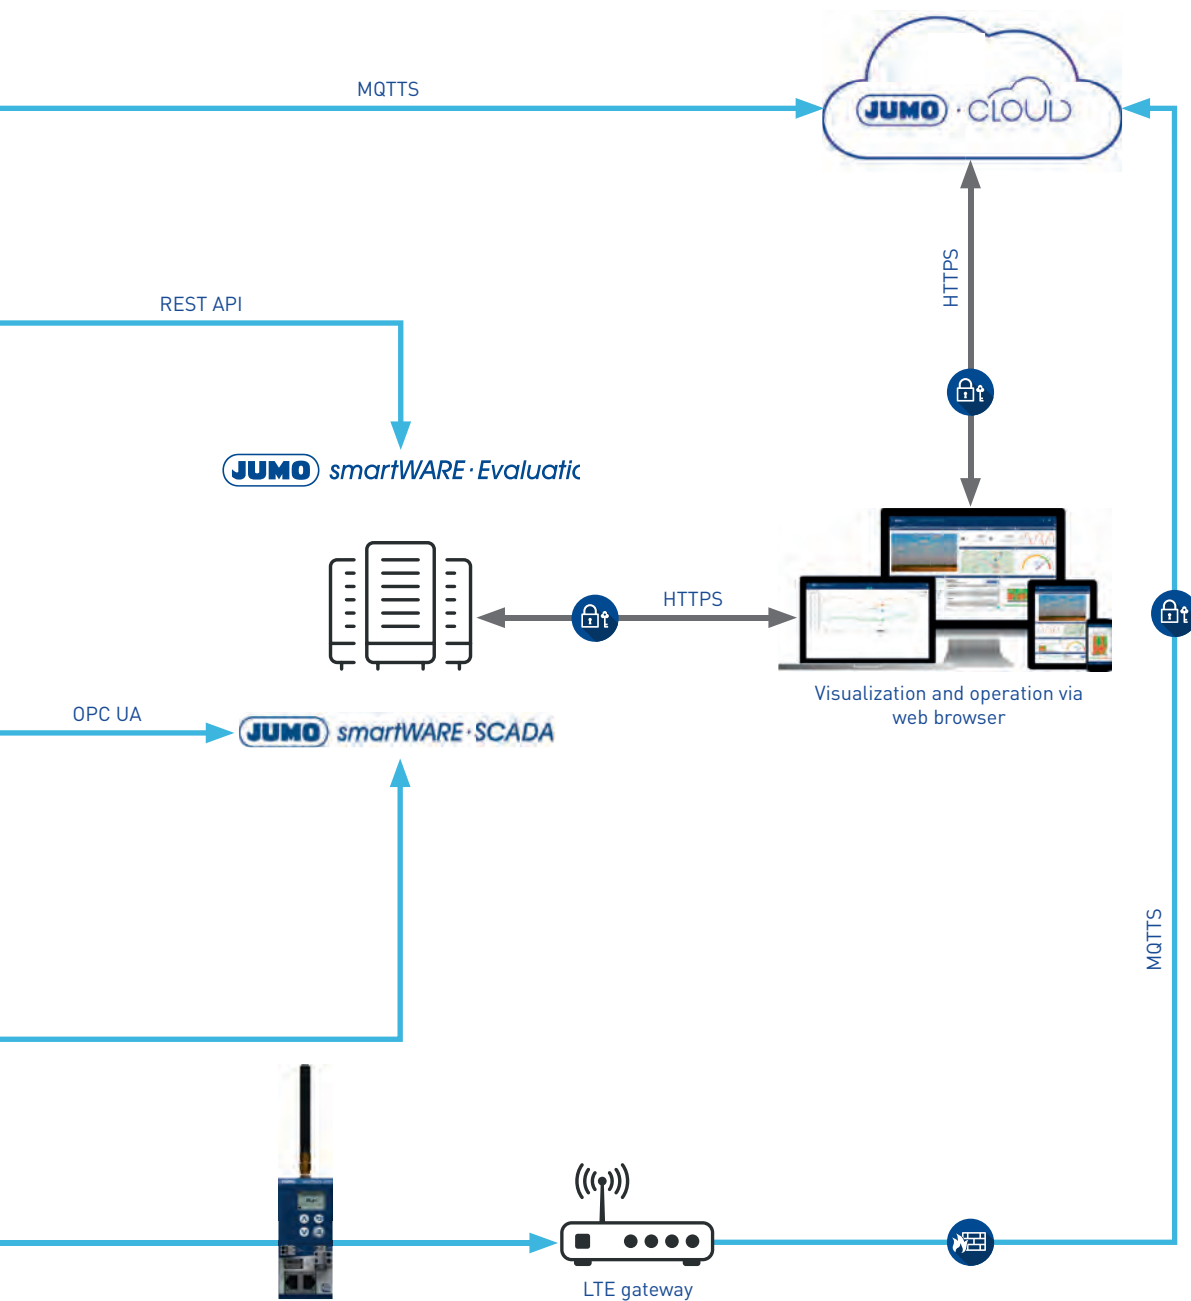 MQTTS
JUMO · CLOUD
HTTPS
REST API
JUMO smartWARE · Evaluatic
HTTPS
Visualization and operation via
web browser
OPC UA
JUMO smartWARE · SCADA
MQTTS
LTE gateway